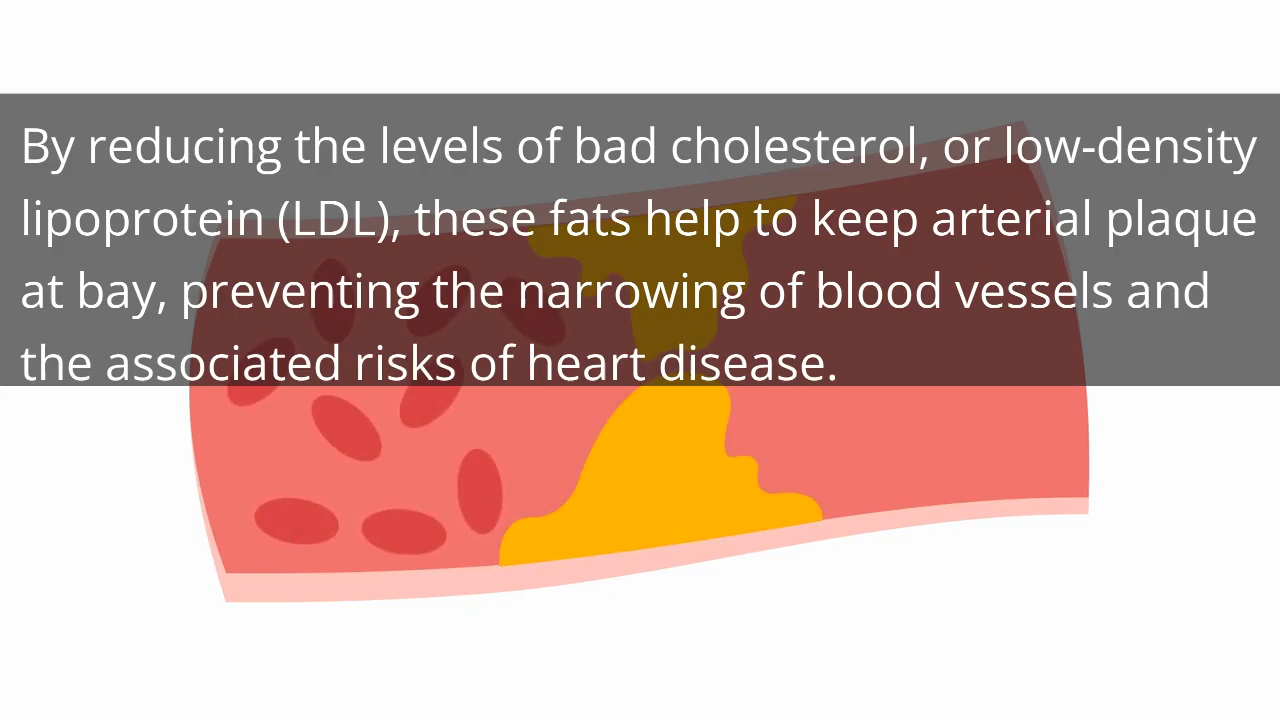 By reducing the levels of bad cholesterol, or low-density
lipoprotein (LDL), these fats help to keep arterial plaque
at bay, preventing the narrowing of blood vessels and
the associated risks of heart disease.